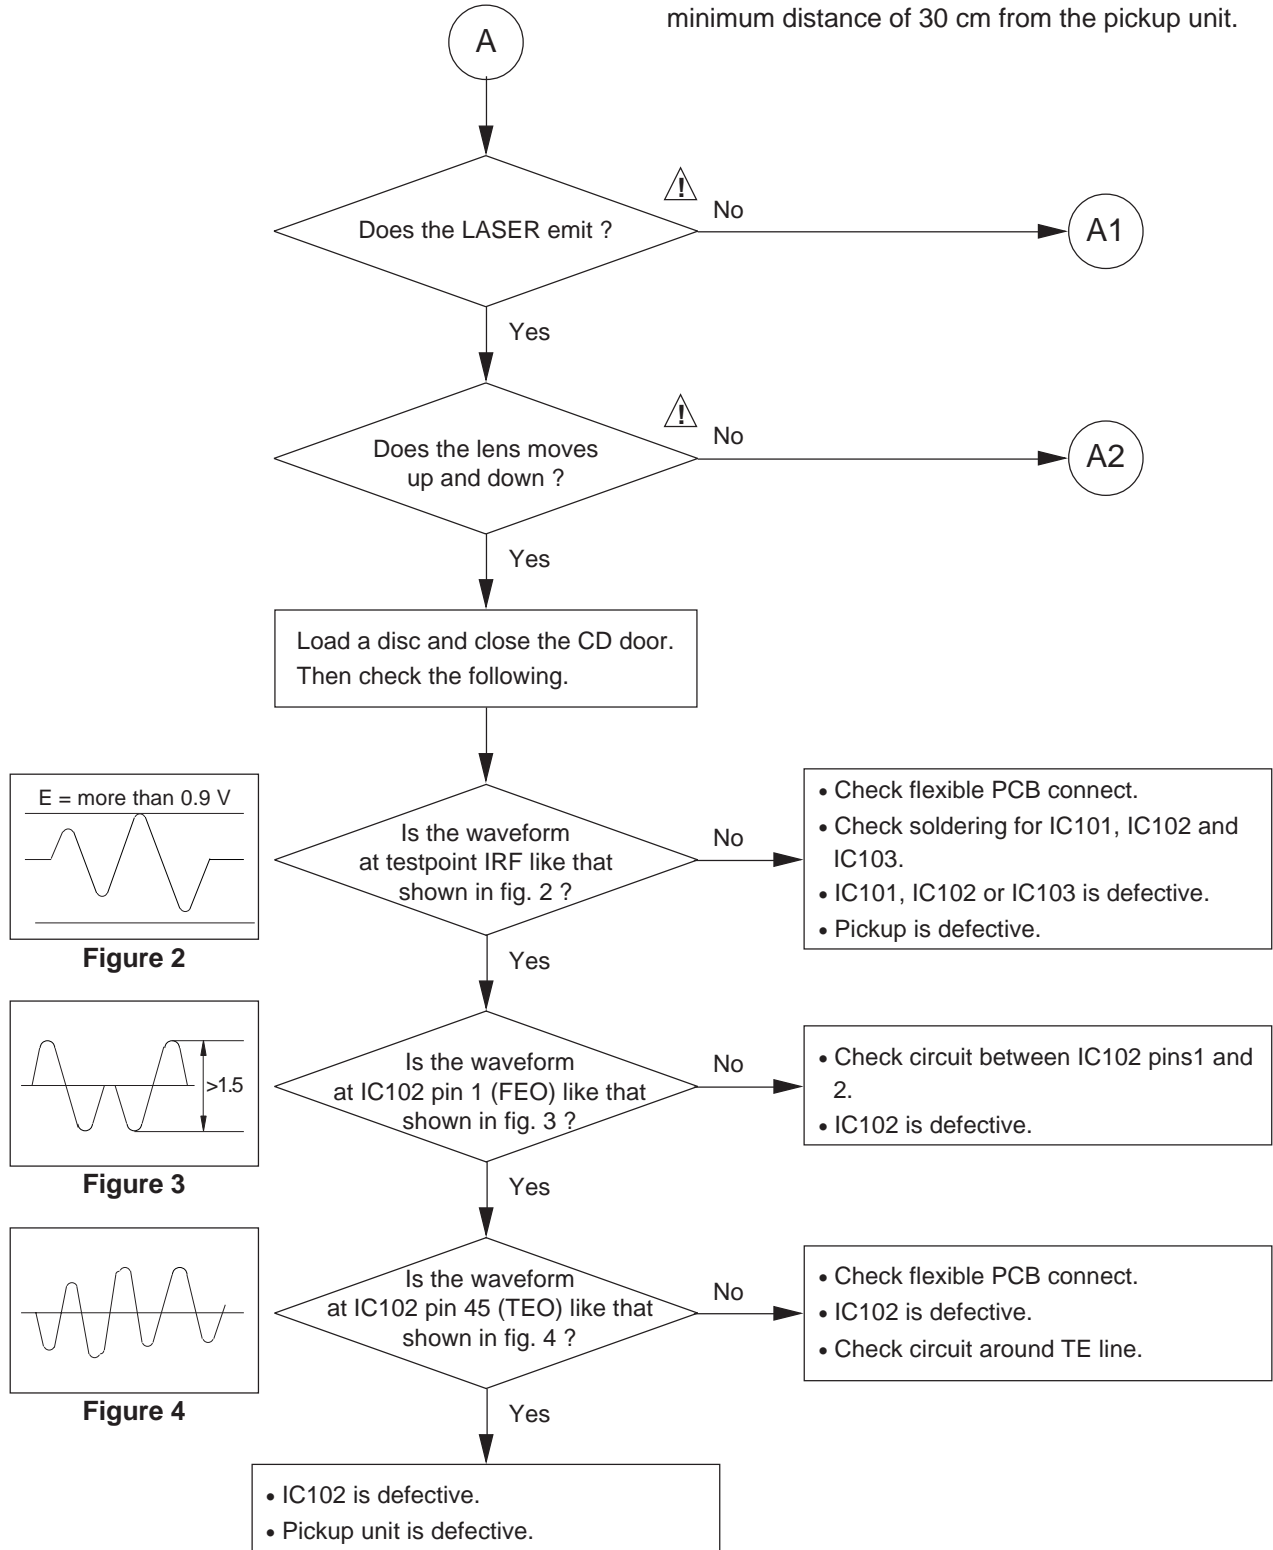 minimum distance of 30 cm from the pickup unit.
A
!
Does the LASER emit ?
No
A1
Yes
!
Does the lens moves
up and down ?
No
A2
Yes
Load a disc and close the CD door.
Then check the following.
E = more than 0.9 V
Figure 2
Is the waveform
at testpoint IRF like that
shown in fig. 2 ?
No
• Check flexible PCB connect.
• Check soldering for IC101, IC102 and
IC103.
• IC101, IC102 or IC103 is defective.
• Pickup is defective.
Yes
>1.5
Figure 3
Is the waveform
at IC102 pin 1 (FEO) like that
shown in fig. 3 ?
No
• Check circuit between IC102 pins1 and
2.
• IC102 is defective.
Yes
Figure 4
Is the waveform
at IC102 pin 45 (TEO) like that
shown in fig. 4 ?
No
• Check flexible PCB connect.
• IC102 is defective.
• Check circuit around TE line.
Yes
• IC102 is defective.
• Pickup unit is defective.